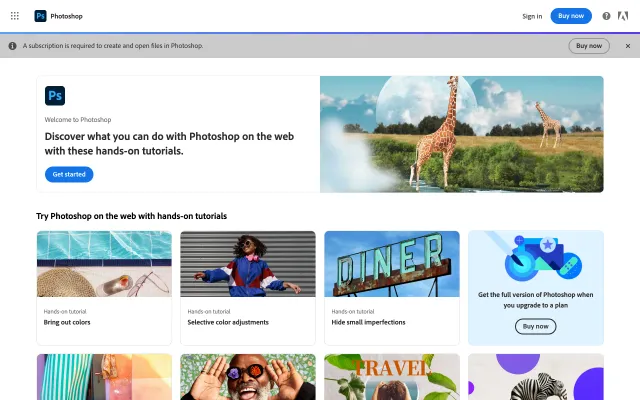 Ps Photoshop
Sign in
Buy now
A subscription is required to create and open files in Photoshop.
Buy now
Ps
Welcome to Photoshop
Discover what you can do with Photoshop on the web
with these hands-on tutorials.
Get started
Try Photoshop on the web with hands-on tutorials
DINER
Hands-on tutorial
Bring out colors
Hands-on tutorial
Selective color adjustments
Hands-on tutorial
Hide small imperfections
Get the full version of Photoshop when
you upgrade to a plan
Buy now
TRAVEL